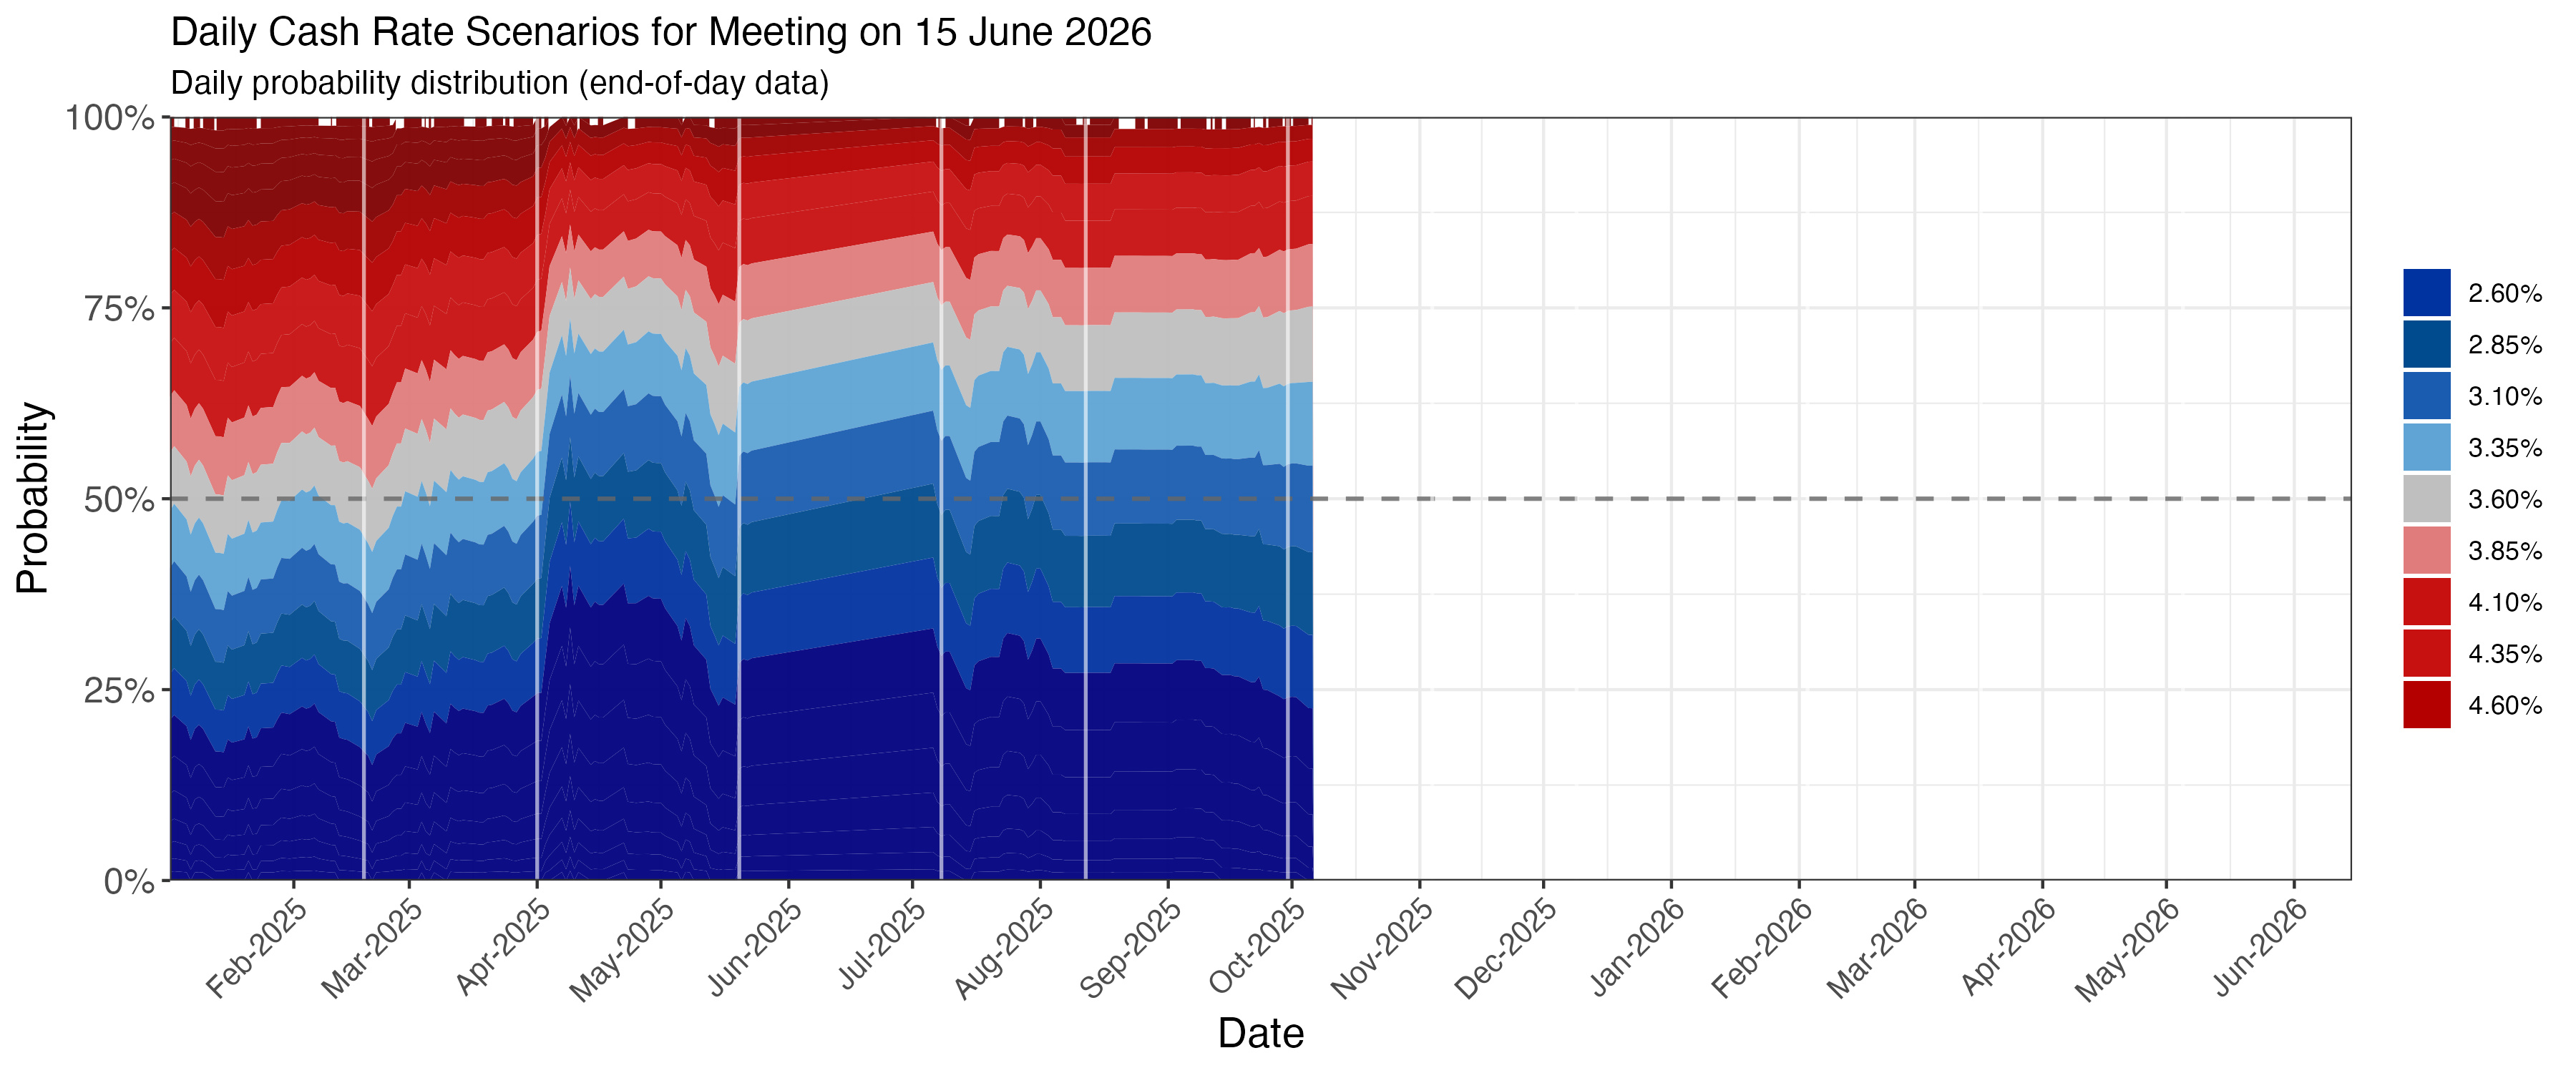 Daily Cash Rate Scenarios for Meeting on 15 June 2026
Daily probability distribution (end-of-day data)
100%
75%
50%
25%
0%
Probability
Feb-2025
Mar-2025
Apr-2025
May-2025
Jun-2025
Jul-2025
Aug-2025
Sep-2025
Oct-2025
Nov-2025
Dec-2025
Jan-2026
Feb-2026
Mar-2026
Apr-2026
May-2026
Jun-2026
Date
2.60%
2.85%
3.10%
3.35%
3.60%
3.85%
4.10%
4.35%
4.60%